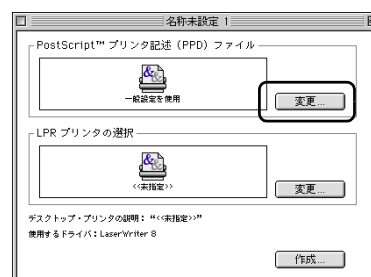 名称未設定 1
PostScript™ プリンタ記述（PPD）ファイル
一般設定を使用
変更...
LPR プリンタの選択
<<未指定>>
変更...
デスクトップ・プリンタの説明： “<<未指定>>”
使用するドライバ：LaserWriter 8
作成...